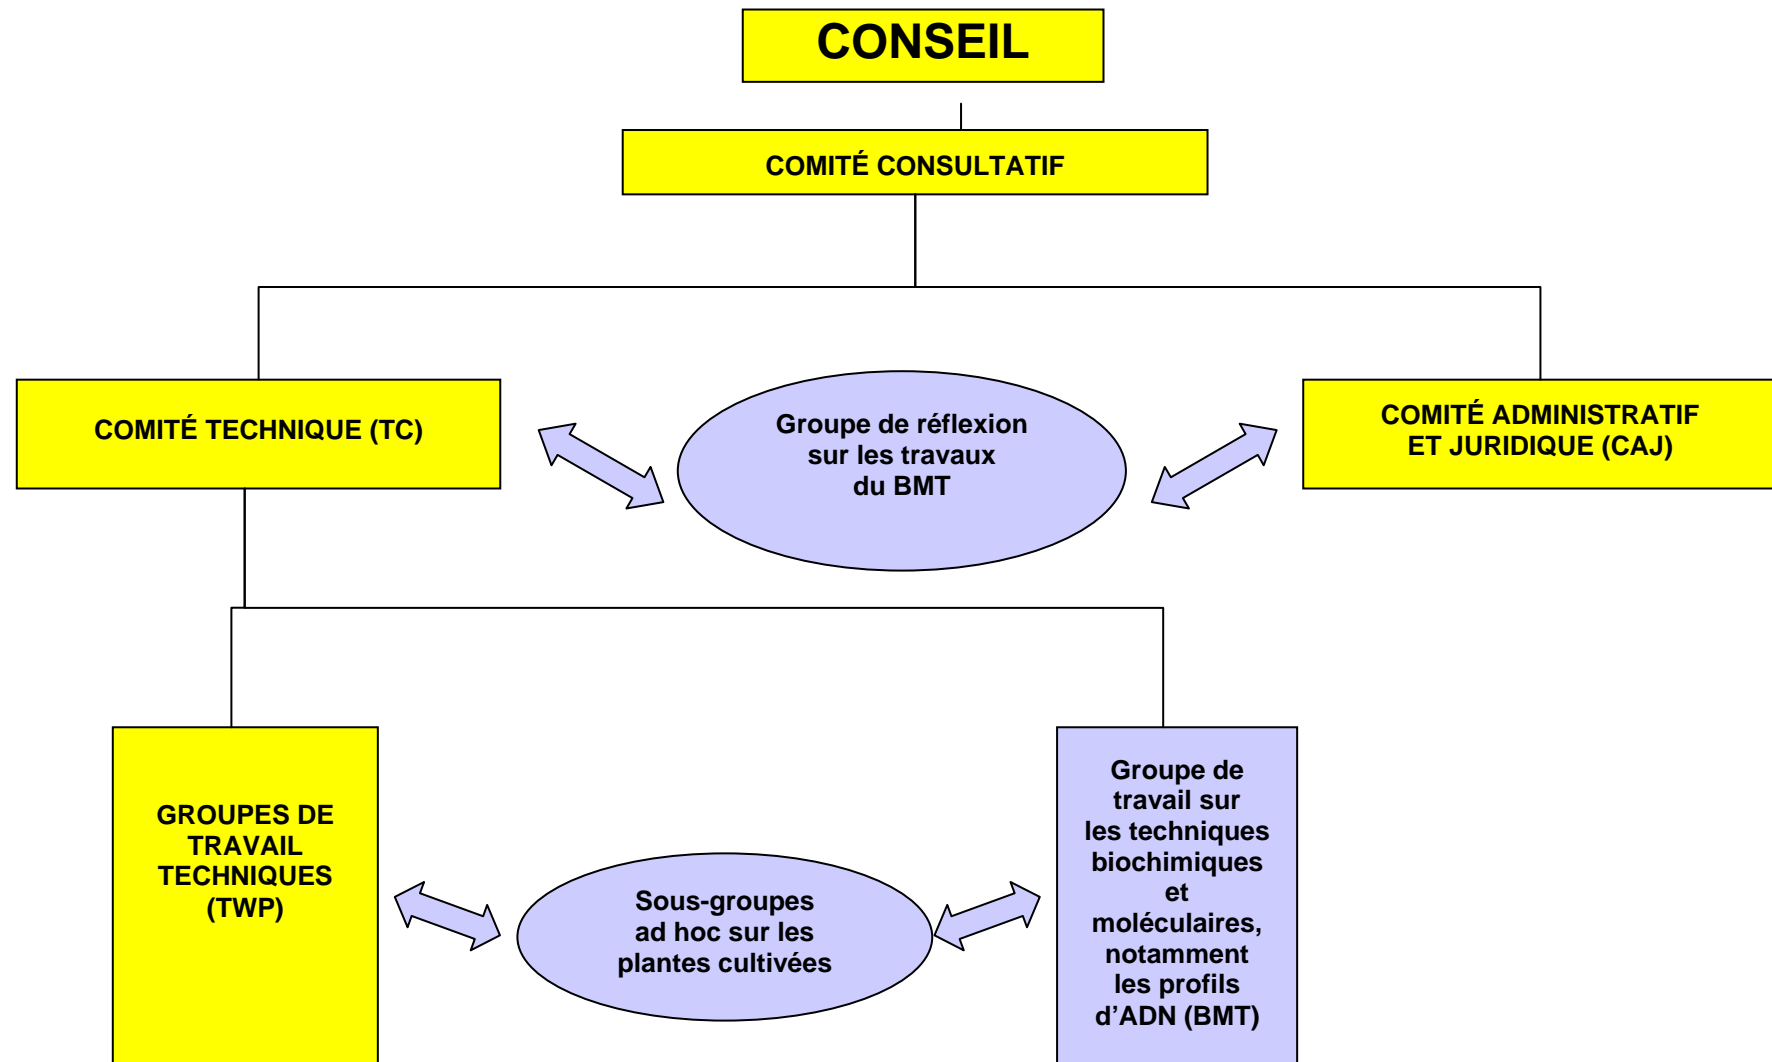 CONSEIL
COMITÉ CONSULTATIF
COMITÉ TECHNIQUE (TC)
Groupe de réflexion
sur les travaux
du BMT
COMITÉ ADMINISTRATIF
ET JURIDIQUE (CAJ)
GROUPES DE
TRAVAIL
TECHNIQUES
(TWP)
Sous-groupes
ad hoc sur les
plantes cultivées
Groupe de
travail sur
les techniques
biochimiques
et
moléculaires,
notamment
les profils
d’ADN (BMT)